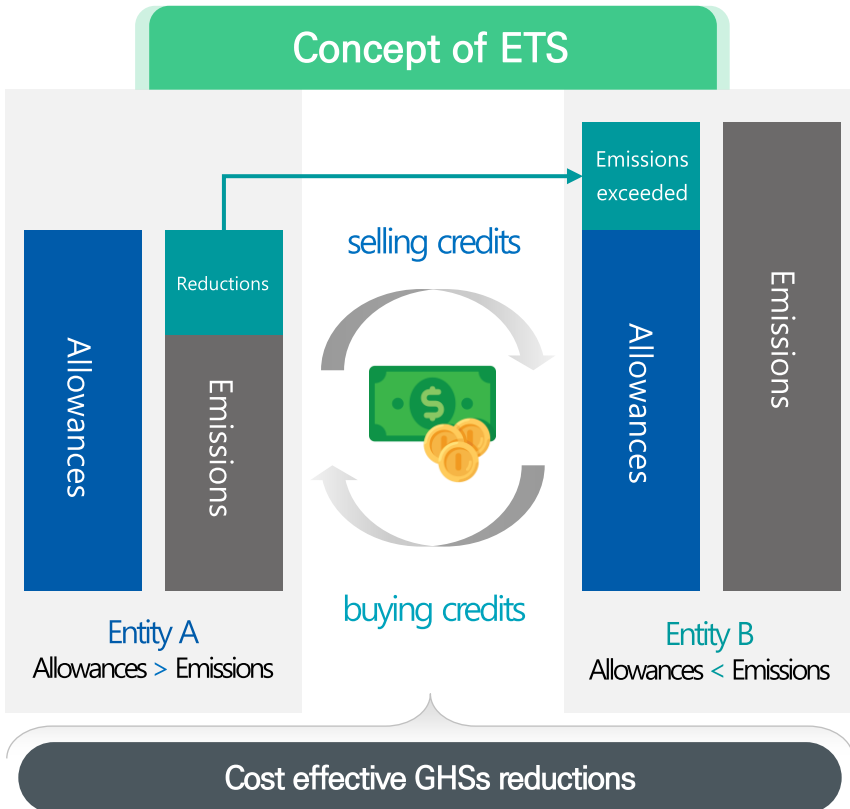 Concept of ETS
Allowances
Reductions
Emissions
Entity A
Allowances > Emissions
selling credits
$
buying credits
Emissions
exceeded
Allowances
Emissions
Entity B
Allowances < Emissions
Cost effective GHSs reductions